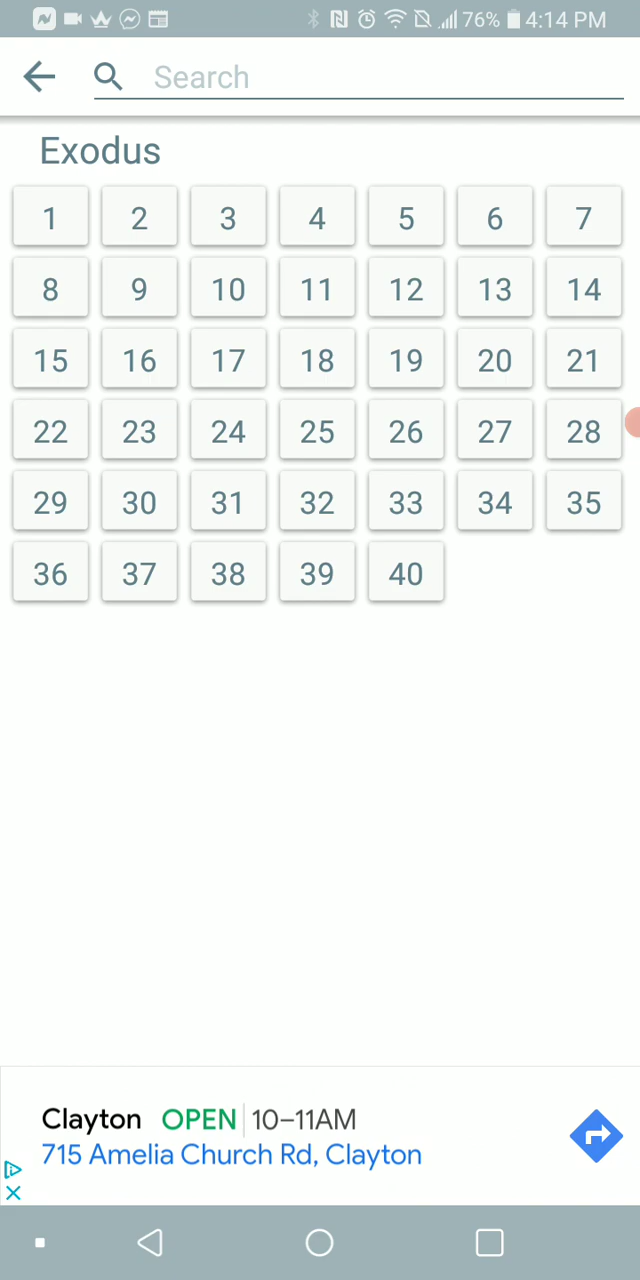 76% 4:14 PM
Search
Exodus
1 2 3 4 5 6 7
8 9 10 11 12 13 14
15 16 17 18 19 20 21
22 23 24 25 26 27 28
29 30 31 32 33 34 35
36 37 38 39 40
Clayton OPEN 10–11AM
715 Amelia Church Rd, Clayton